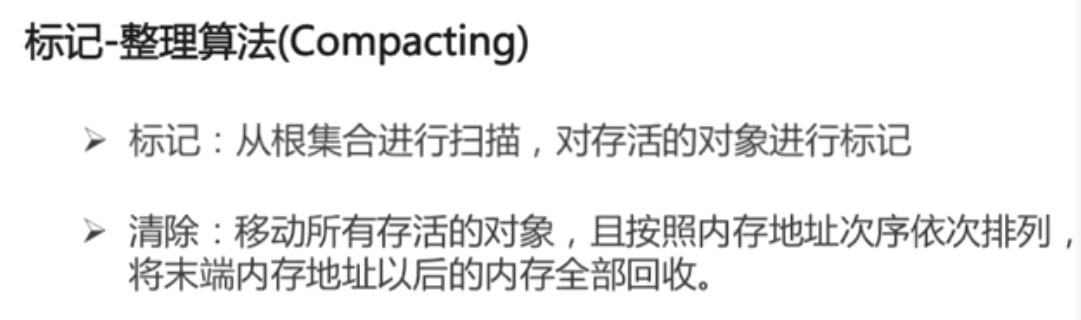 标记-整理算法(Compacting)
➢ 标记：从根集合进行扫描，对存活的对象进行标记
➢ 清除：移动所有存活的对象，且按照内存地址次序依次排列，
将末端内存地址以后的内存全部回收。